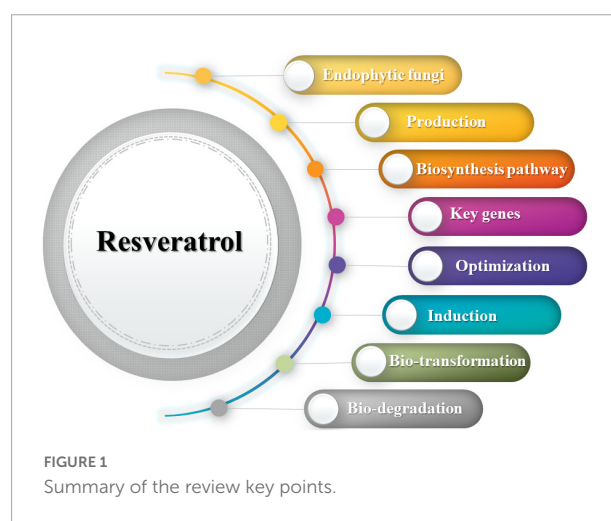 Resveratrol
Endophytic fungi
Production
Biosynthesis pathway
Key genes
Optimization
Induction
Bio-transformation
Bio-degradation
FIGURE 1
Summary of the review key points.